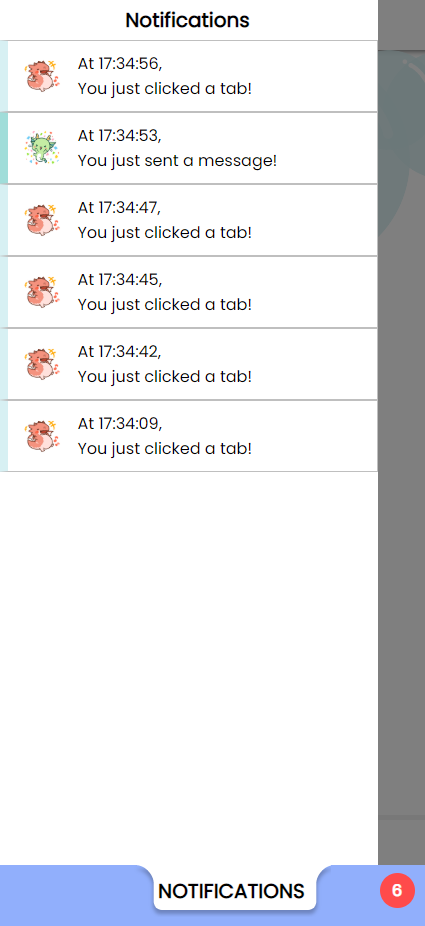 Notifications
At 17:34:56,
You just clicked a tab!
At 17:34:53,
You just sent a message!
At 17:34:47,
You just clicked a tab!
At 17:34:45,
You just clicked a tab!
At 17:34:42,
You just clicked a tab!
At 17:34:09,
You just clicked a tab!
NOTIFICATIONS
6